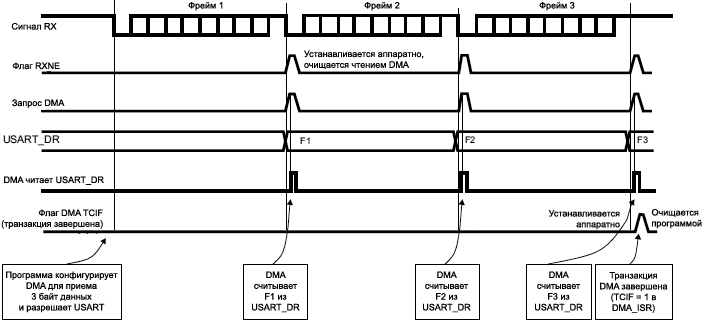 Фрейм 1
Фрейм 2
Фрейм 3
Сигнал RX
Устанавливается аппаратно,
очищается чтением DMA
Флаг RXNE
Запрос DMA
USART_DR
F1
F2
F3
DMA читает USART_DR
Флаг DMA TCIF
(транзакция завершена)
Устанавливается
аппаратно
Очищается
программой
Программа конфигурирует
DMA для приема
3 байт данных
и разрешает USART
DMA
считывает
F1 из
USART_DR
DMA
считывает
F2 из
USART_DR
DMA
считывает
F3 из
USART_DR
Транзакция
DMA завершена
(TCIF = 1 в
DMA_ISR)